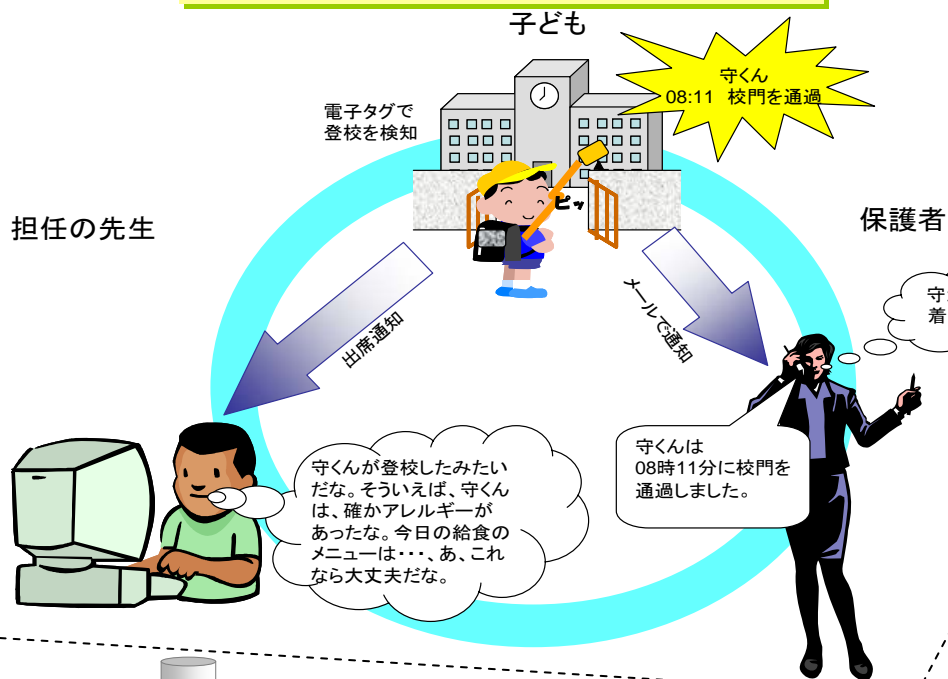 子ども
守くん
08:11 校門を通過
電子タグで
登校を検知
ピッ
担任の先生
保護者
出席通知
メールで通知
守
着
守くんは
08時11分に校門を
通過しました。
守くんが登校したみたい
だな。そういえば、守くん
は、確かアレルギーが
あったな。今日の給食の
メニューは・・・、あ、これ
なら大丈夫だな。